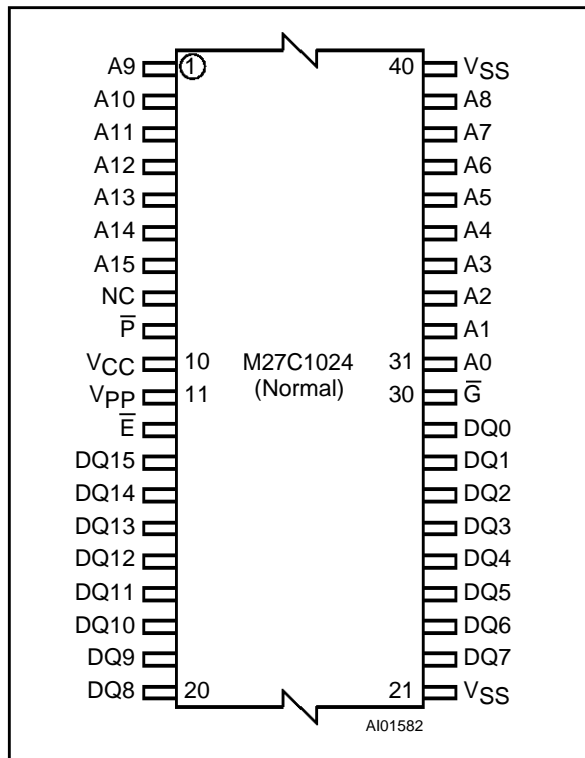 A9 1 40 VSS
A10 A8
A11 A7
A12 A6
A13 A5
A14 A4
A15 A3
NC A2
P̅ A1
VCC 10 M27C1024 31 A0
VPP 11 (Normal) 30 G̅
E̅ DQ0
DQ15 DQ1
DQ14 DQ2
DQ13 DQ3
DQ12 DQ4
DQ11 DQ5
DQ10 DQ6
DQ9 DQ7
DQ8 20 21 VSS
AI01582